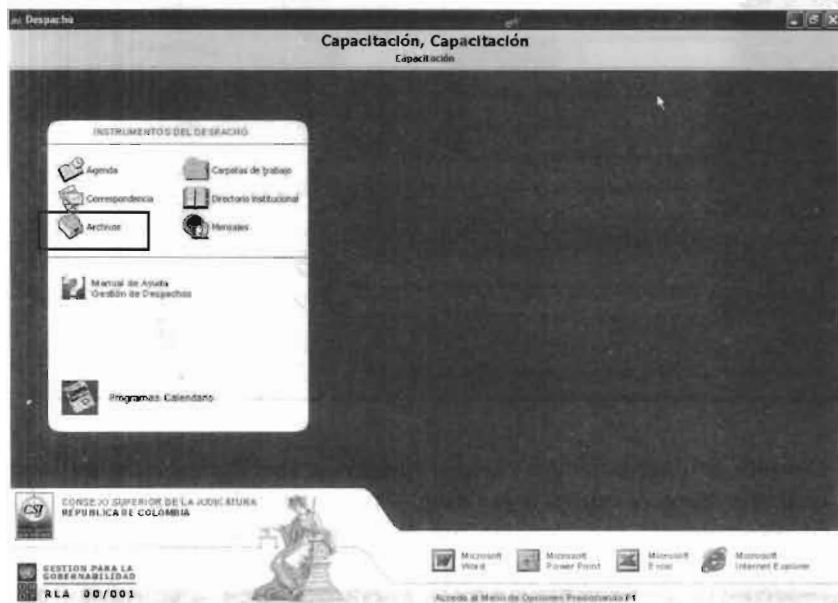 Despacho
Capacitación, Capacitación
Capacitación
INSTRUMENTOS DEL DESPACHO
Agenda
Carpetas de trabajo
Correspondencia
Directorio Institucional
Archivos
Mensajes
Manual de Ayuda
Gestión de Despachos
Programas Calendario
CSJ
CONSEJO SUPERIOR DE LA JUDICATURA
REPUBLICA DE COLOMBIA
GESTION PARA LA
GOBERNABILIDAD
RLA 00/001
Microsoft
Word
Microsoft
Power Point
Microsoft
Excel
Microsoft
Internet Explorer
Acceda al Menú de Opciones Presionando F1